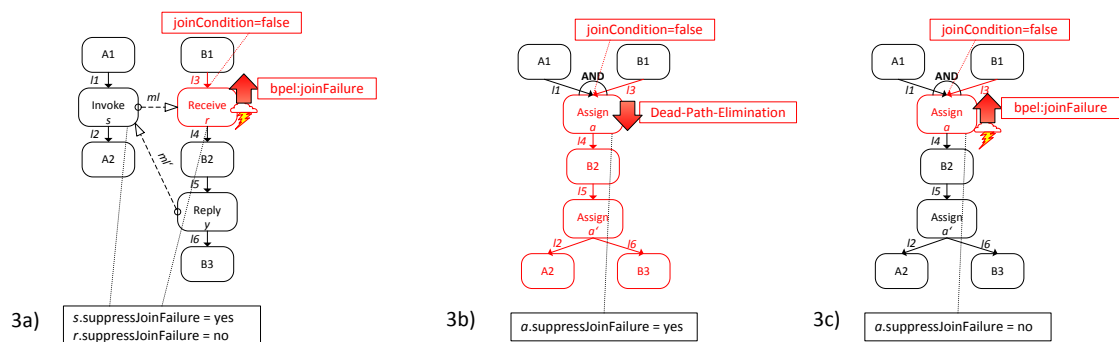 joinCondition=false
A1
B1
l1
l3
bpel:joinFailure
Invoke
s
ml
Receive
r
l2
l4
A2
ml'
B2
l5
Reply
y
l6
B3
3a)
s.suppressJoinFailure = yes
r.suppressJoinFailure = no
joinCondition=false
A1
B1
AND
l1
l3
Assign
a
Dead-Path-Elimination
l4
B2
l5
Assign
a'
l2
l6
A2
B3
3b)
a.suppressJoinFailure = yes
joinCondition=false
A1
B1
AND
l1
l3
Assign
a
bpel:joinFailure
l4
B2
l5
Assign
a'
l2
l6
A2
B3
3c)
a.suppressJoinFailure = no